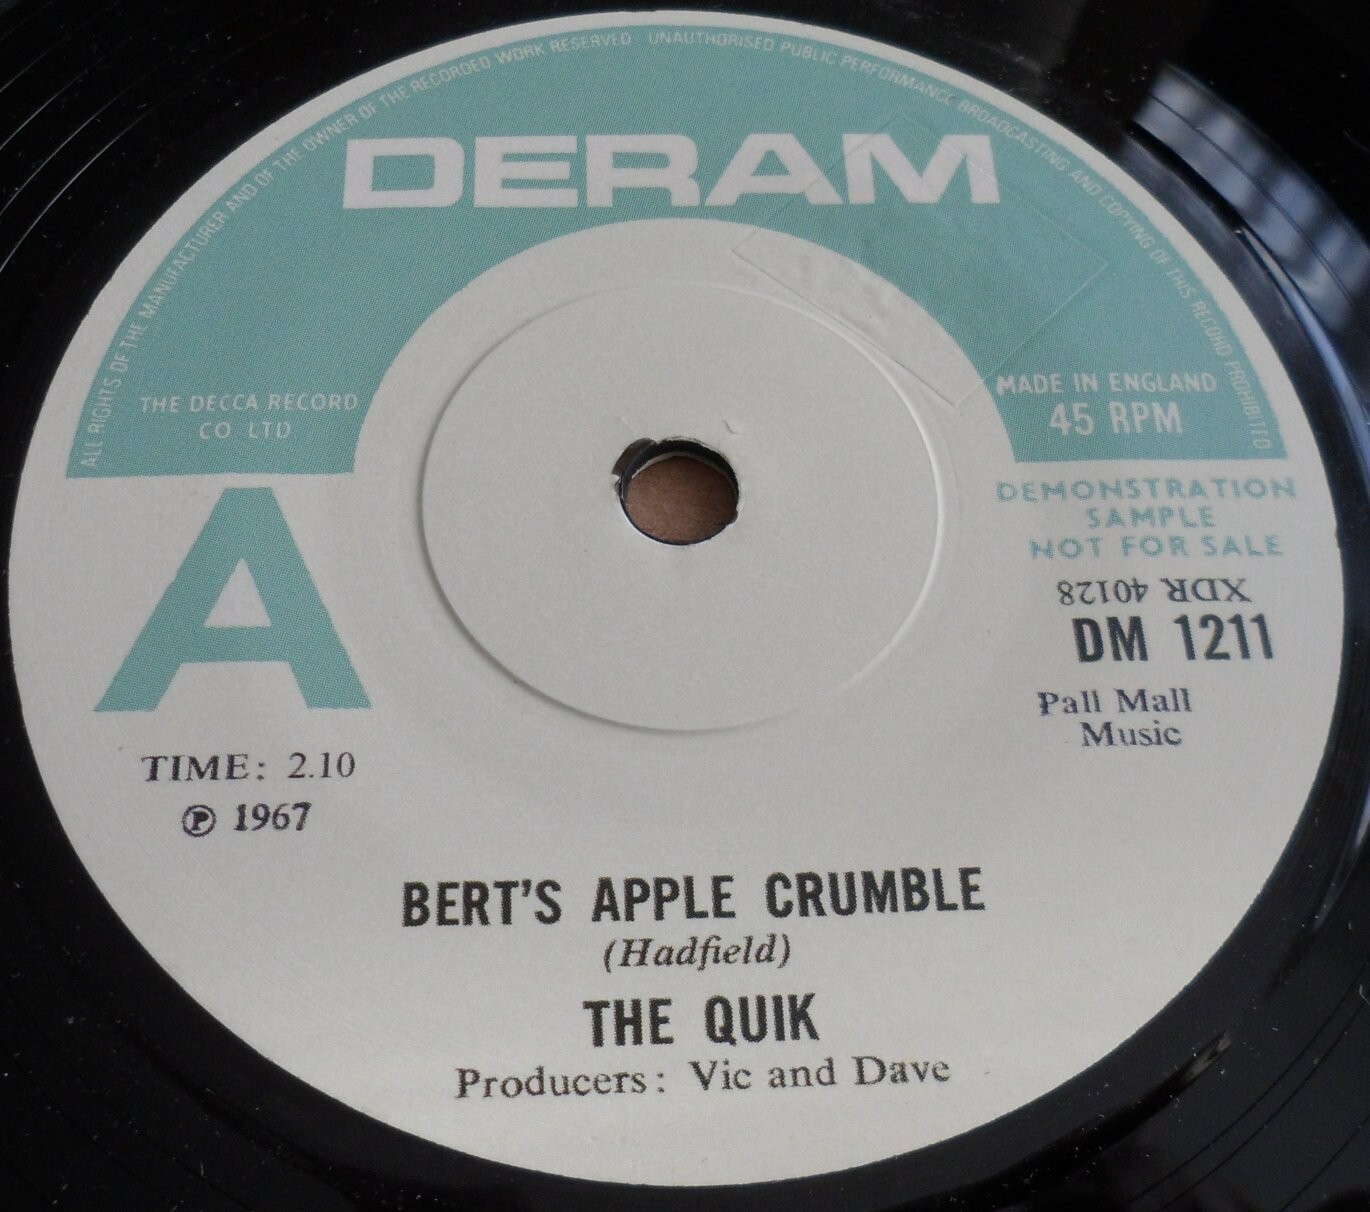 ALL RIGHTS OF THE MANUFACTURER AND OF THE OWNER OF THE RECORDED WORK RESERVED UNAUTHORISED PUBLIC PERFORMANCE BROADCASTING AND COPYING OF THIS RECORD PROHIBITED
DERAM
THE DECCA RECORD
CO LTD
MADE IN ENGLAND
45 RPM
A
DEMONSTRATION
SAMPLE
NOT FOR SALE
XDR 40128
DM 1211
Pall Mall
Music
TIME: 2.10
Ⓟ 1967
BERT'S APPLE CRUMBLE
(Hadfield)
THE QUIK
Producers: Vic and Dave